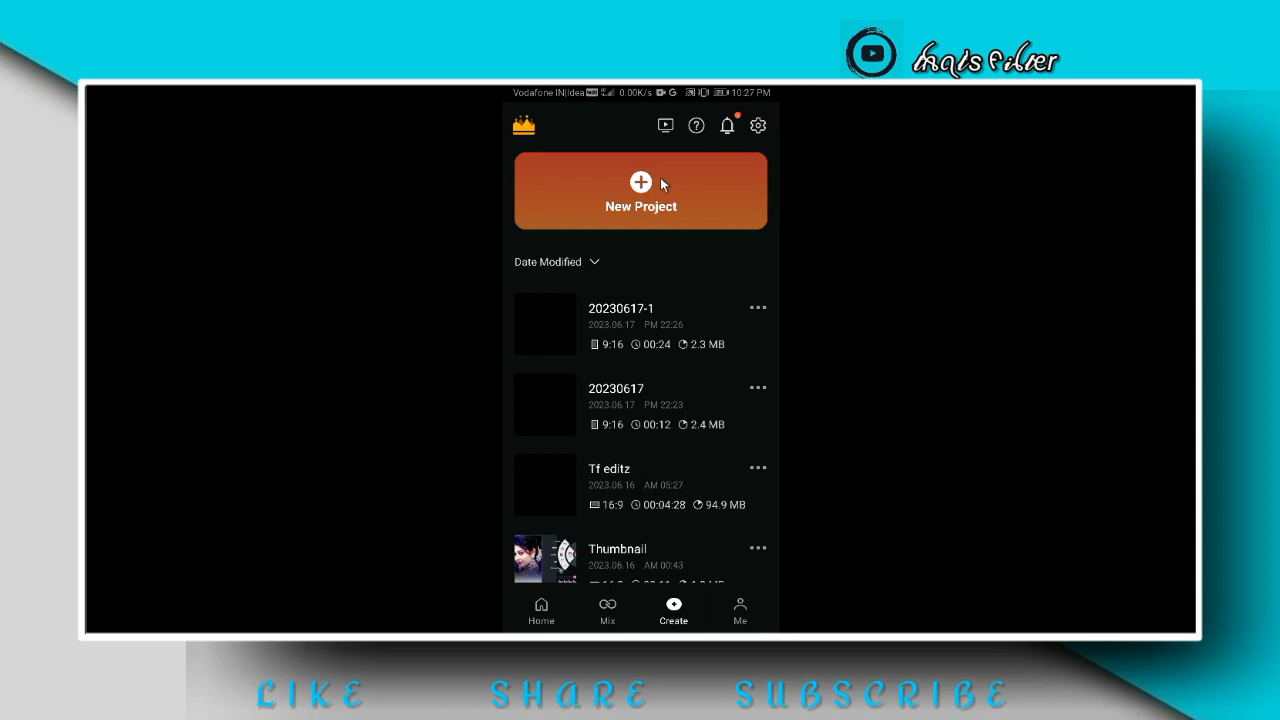 Vodafone IN|Idea 0.00K/s 10:27 PM
New Project
Date Modified
20230617-1
2023.06.17 PM 22:26
9:16 00:24 2.3 MB
20230617
2023.06.17 PM 22:23
9:16 00:12 2.4 MB
Tf editz
2023.06.16 AM 05:27
16:9 00:04:28 94.9 MB
Thumbnail
2023.06.16 AM 00:43
Home Mix Create Me
LIKE SHARE SUBSCRIBE